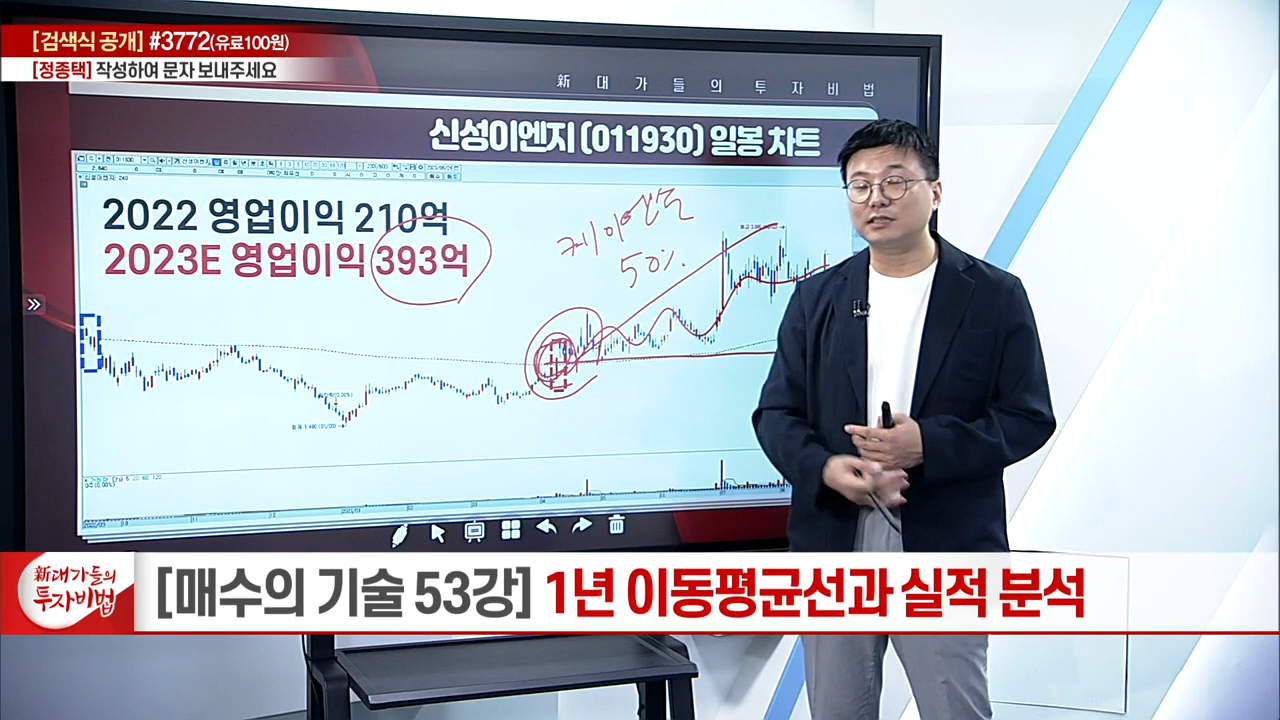 [검색식 공개] #3772(유료100원)
[정종택] 작성하여 문자 보내주세요
新 대 가 들 의 투 자 비 법
신성이엔지 (011930) 일봉 차트
2022 영업이익 210억
2023E 영업이익 393억
케이엔솔
50%
新대가들의
투자비법
[매수의 기술 53강] 1년 이동평균선과 실적 분석